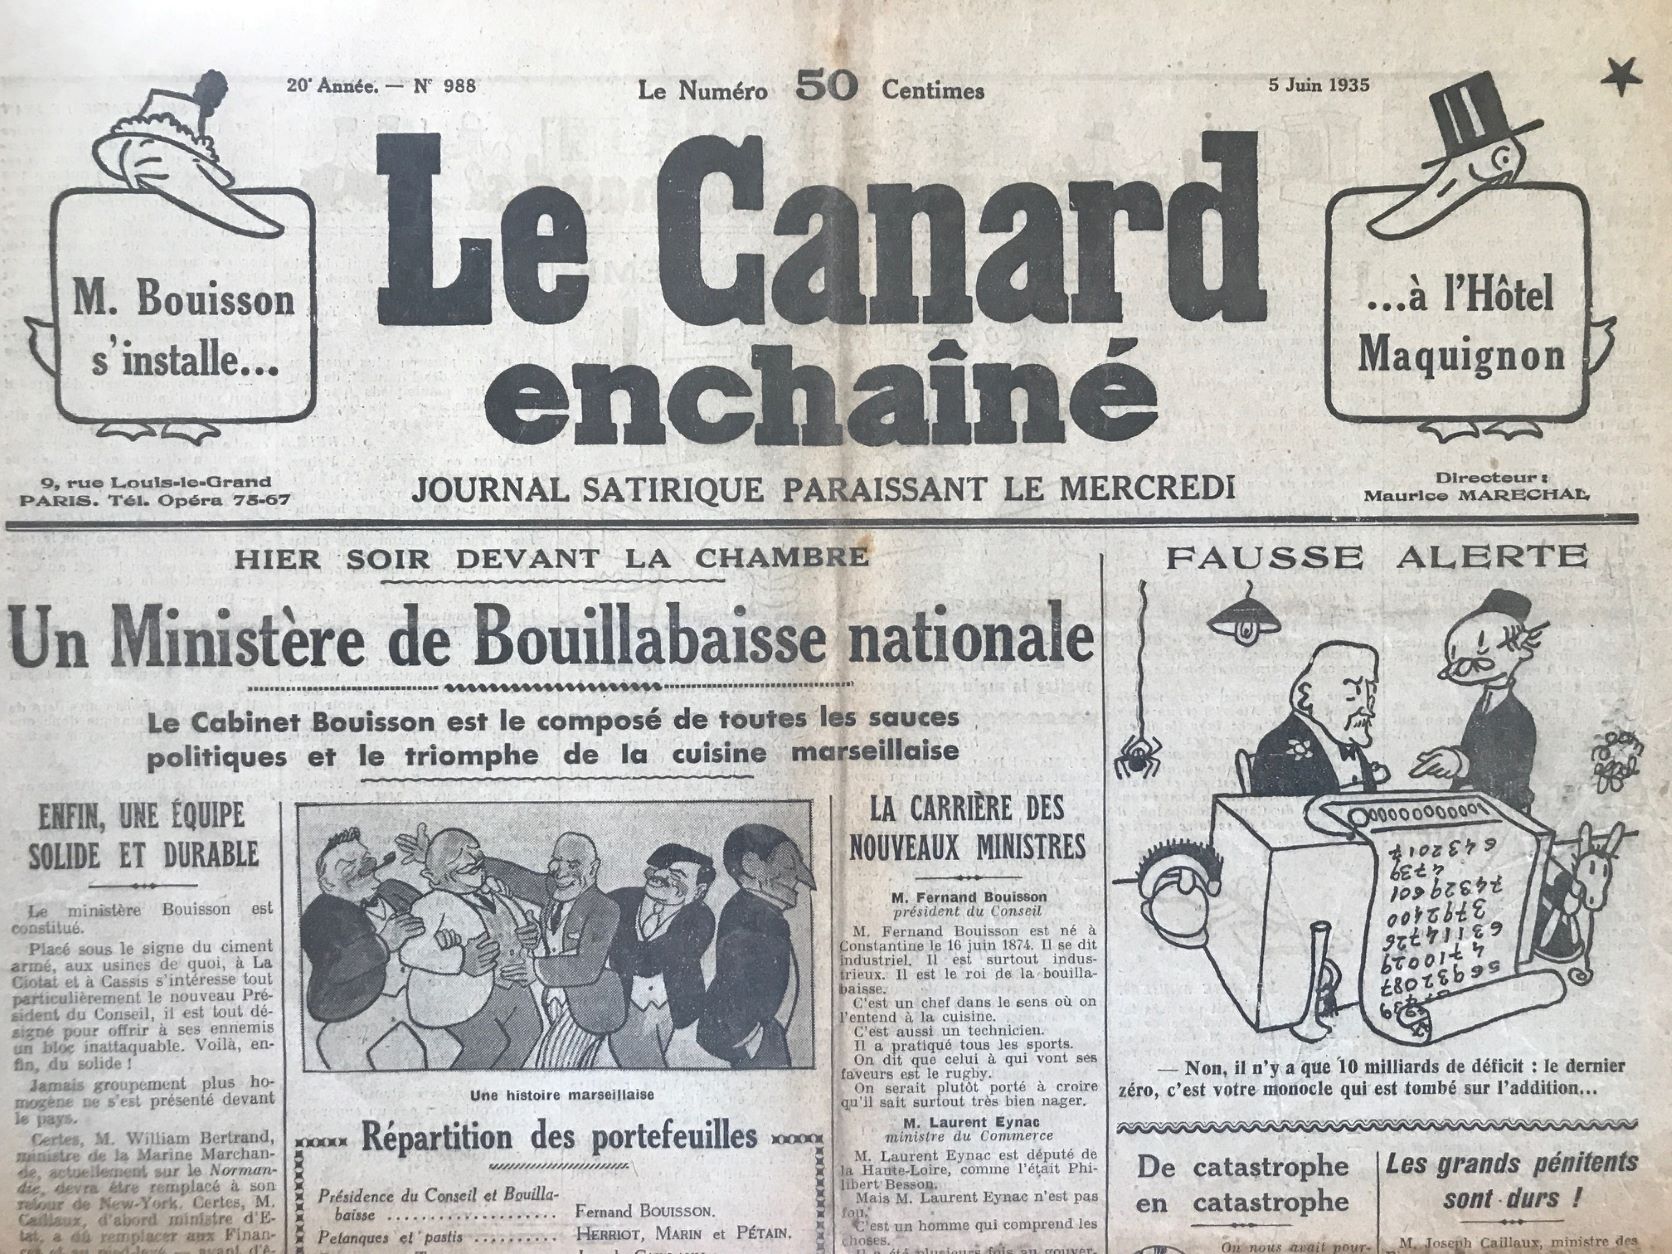 20e Année. — N° 988
Le Numéro 50 Centimes
5 Juin 1935
M. Bouisson
s'installe...
Le Canard
enchaîné
...à l'Hôtel
Maquignon
9, rue Louis-le-Grand
PARIS. Tél. Opéra 75-67
JOURNAL SATIRIQUE PARAISSANT LE MERCREDI
Directeur :
Maurice MARECHAL
HIER SOIR DEVANT LA CHAMBRE
Un Ministère de Bouillabaisse nationale
Le Cabinet Bouisson est le composé de toutes les sauces
politiques et le triomphe de la cuisine marseillaise
ENFIN, UNE ÉQUIPE
SOLIDE ET DURABLE
Le ministère Bouisson est
constitué.
Placé sous le signe du ciment
armé, aux usines de quoi, à La
Ciotat et à Cassis s'intéresse tout
particulièrement le nouveau Pré-
sident du Conseil, il est tout dé-
signé pour offrir à ses ennemis
un bloc inattaquable. Voilà, en-
fin, du solide !
Jamais groupement plus ho-
mogène ne s'est présenté devant
le pays.
Certes, M. William Bertrand,
ministre de la Marine Marchan-
de, actuellement sur le Norman-
die, devra être remplacé à son
retour de New-York. Certes, M.
Caillaux, d'abord ministre d'E-
tat, a dû remplacer aux Finan-
Une histoire marseillaise
Répartition des portefeuilles
Présidence du Conseil et Bouilla-
baisse .................... Fernand BOUISSON.
Petanques et pastis .......... HERRIOT, MARIN et PÉTAIN.
LA CARRIÈRE DES
NOUVEAUX MINISTRES
M. Fernand Bouisson
président du Conseil
M. Fernand Bouisson est né à
Constantine le 16 juin 1874. Il se dit
industriel. Il est surtout indus-
trieux. Il est le roi de la bouilla-
baisse.
C'est un chef dans le sens où on
l'entend à la cuisine.
C'est aussi un technicien.
Il a pratiqué tous les sports.
On dit que celui à qui vont ses
faveurs est le rugby.
On serait plutôt porté à croire
qu'il sait surtout très bien nager.
M. Laurent Eynac
ministre du Commerce
M. Laurent Eynac est député de
la Haute-Loire, comme l'était Phi-
libert Besson.
Mais M. Laurent Eynac n'est pas
fou.
C'est un homme qui comprend les
choses.
FAUSSE ALERTE
000000000000
6432017
4739
74329601
3792400
63114726
4710029
56932087
— Non, il n'y a que 10 milliards de déficit : le dernier
zéro, c'est votre monocle qui est tombé sur l'addition...
De catastrophe
en catastrophe
On nous avait pour-
Les grands pénitents
sont durs !
M. Joseph Caillaux, ministre des